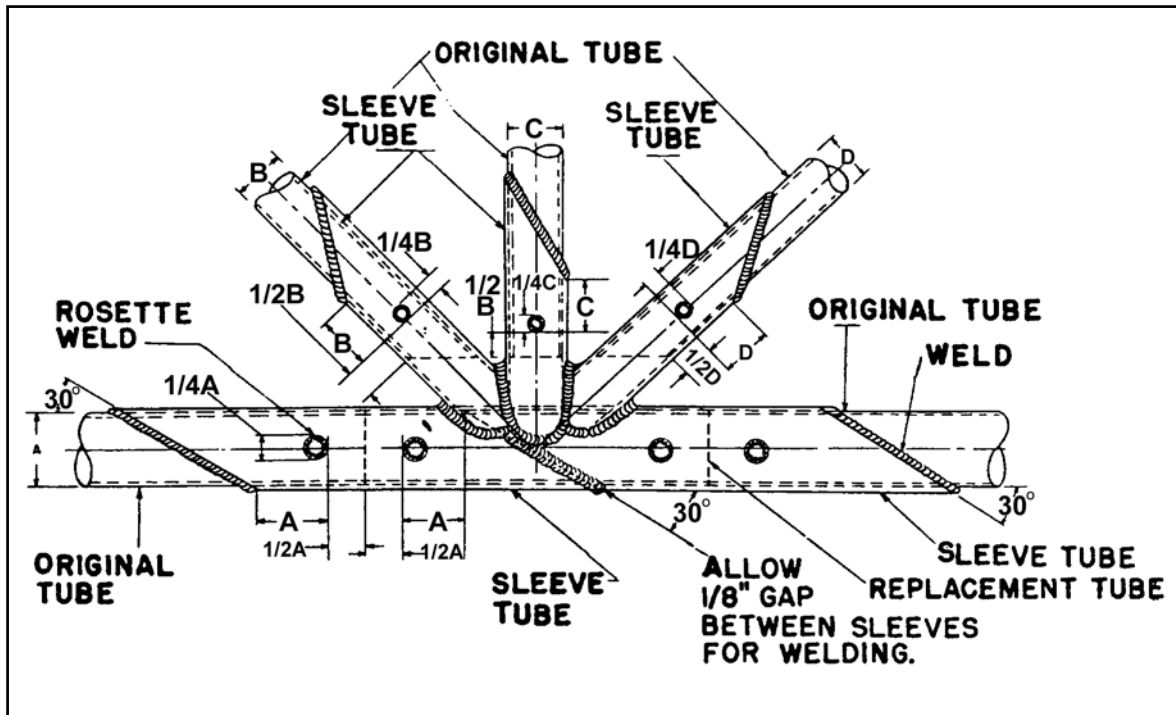 ORIGINAL TUBE
SLEEVE
TUBE
SLEEVE
TUBE
C
B
D
1/4B
1/2
B
1/4C
C
1/4D
1/2B
B
D
1/2D
ROSETTE
WELD
ORIGINAL TUBE
WELD
1/4A
30°
A
A
A
1/2A
1/2A
30°
30°
ORIGINAL
TUBE
SLEEVE
TUBE
ALLOW
1/8" GAP
BETWEEN SLEEVES
FOR WELDING.
SLEEVE TUBE
REPLACEMENT TUBE